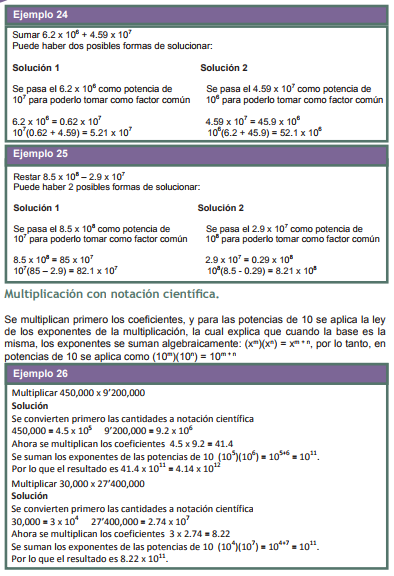 Ejemplo 24
Sumar 6.2 x 10⁶ + 4.59 x 10⁷
Puede haber dos posibles formas de solucionar:
Solución 1
Se pasa el 6.2 x 10⁶ como potencia de
10⁷ para poderlo tomar como factor común
6.2 x 10⁶ = 0.62 x 10⁷
10⁷(0.62 + 4.59) = 5.21 x 10⁷
Solución 2
Se pasa el 4.59 x 10⁷ como potencia de
10⁶ para poderlo tomar como factor común
4.59 x 10⁷ = 45.9 x 10⁶
10⁶(6.2 + 45.9) = 52.1 x 10⁶
Ejemplo 25
Restar 8.5 x 10⁸ – 2.9 x 10⁷
Puede haber 2 posibles formas de solucionar:
Solución 1
Se pasa el 8.5 x 10⁸ como potencia de
10⁷ para poderlo tomar como factor común
8.5 x 10⁸ = 85 x 10⁷
10⁷(85 – 2.9) = 82.1 x 10⁷
Solución 2
Se pasa el 2.9 x 10⁷ como potencia de
10⁸ para poderlo tomar como factor común
2.9 x 10⁷ = 0.29 x 10⁸
10⁸(8.5 - 0.29) = 8.21 x 10⁸
Multiplicación con notación científica.
Se multiplican primero los coeficientes, y para las potencias de 10 se aplica la ley
de los exponentes de la multiplicación, la cual explica que cuando la base es la
misma, los exponentes se suman algebraicamente: (xᵐ)(xⁿ) = xᵐ⁺ⁿ, por lo tanto, en
potencias de 10 se aplica como (10ᵐ)(10ⁿ) = 10ᵐ⁺ⁿ
Ejemplo 26
Multiplicar 450,000 x 9'200,000
Solución
Se convierten primero las cantidades a notación científica
450,000 = 4.5 x 10⁵ 9'200,000 = 9.2 x 10⁶
Ahora se multiplican los coeficientes 4.5 x 9.2 = 41.4
Se suman los exponentes de las potencias de 10 (10⁵)(10⁶) = 10⁵⁺⁶ = 10¹¹.
Por lo que el resultado es 41.4 x 10¹¹ = 4.14 x 10¹²
Multiplicar 30,000 x 27'400,000
Solución
Se convierten primero las cantidades a notación científica
30,000 = 3 x 10⁴ 27'400,000 = 2.74 x 10⁷
Ahora se multiplican los coeficientes 3 x 2.74 = 8.22
Se suman los exponentes de las potencias de 10 (10⁴)(10⁷) = 10⁴⁺⁷ = 10¹¹.
Por lo que el resultado es 8.22 x 10¹¹.